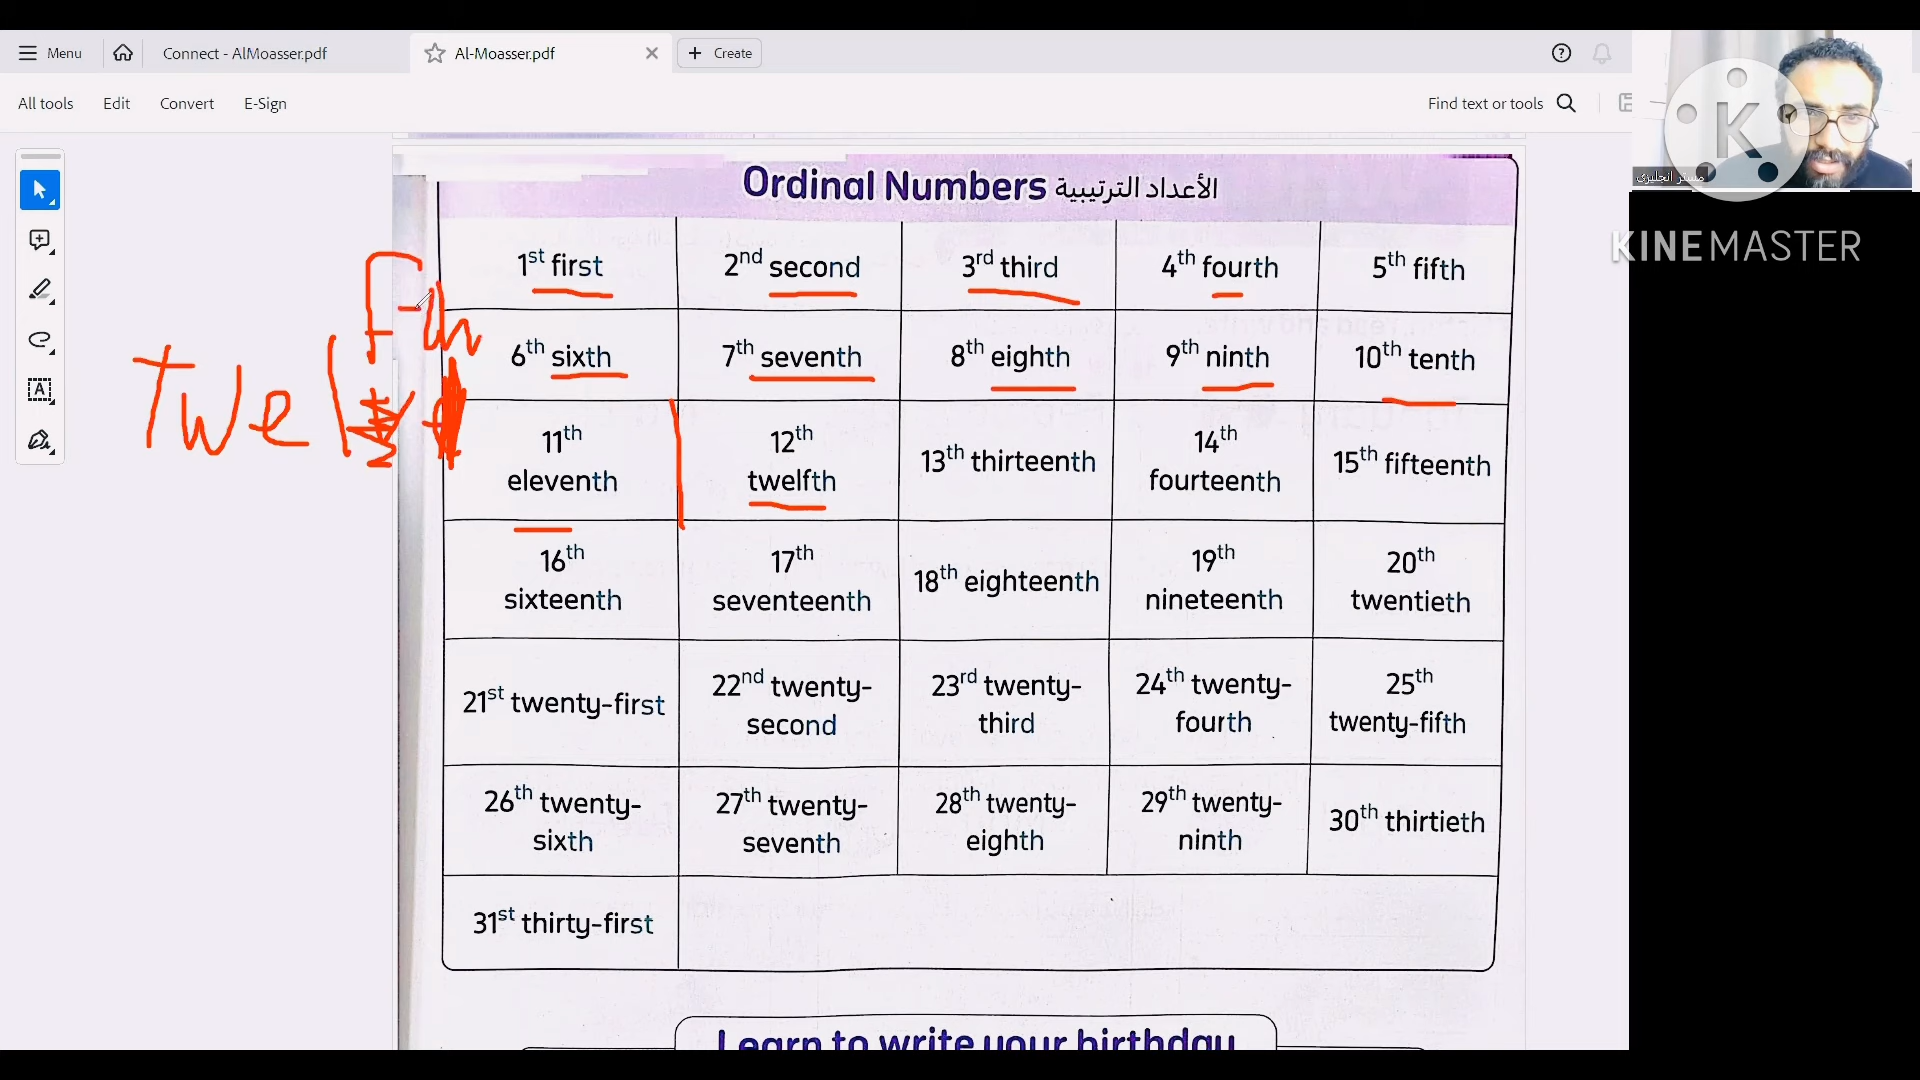 Menu
Connect - AlMoasser.pdf
Al-Moasser.pdf
Create
All tools
Edit
Convert
E-Sign
Find text or tools
K
مستر انجليزي
KINEMASTER
Ordinal Numbers الأعداد الترتيبية
1st first
2nd second
3rd third
4th fourth
5th fifth
6th sixth
7th seventh
8th eighth
9th ninth
10th tenth
11th
eleventh
12th
twelfth
13th thirteenth
14th
fourteenth
15th fifteenth
16th
sixteenth
17th
seventeenth
18th eighteenth
19th
nineteenth
20th
twentieth
21st twenty-first
22nd twenty-
second
23rd twenty-
third
24th twenty-
fourth
25th
twenty-fifth
26th twenty-
sixth
27th twenty-
seventh
28th twenty-
eighth
29th twenty-
ninth
30th thirtieth
31st thirty-first
Learn to write your birthday